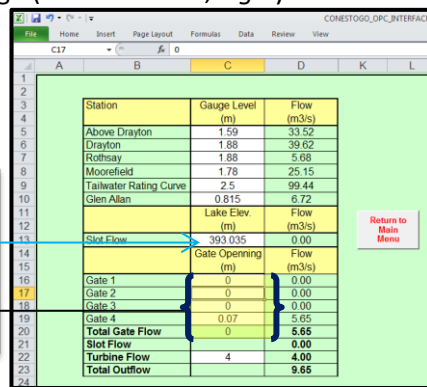 CONESTOGO_OPC_INTERFAC
File Home Insert Page Layout Formulas Data Review View
C17 fx 0
A B C D K L
1
2
3 Station Gauge Level Flow
4 (m) (m3/s)
5 Above Drayton 1.59 33.52
6 Drayton 1.88 39.62
7 Rothsay 1.88 5.68
8 Moorefield 1.78 25.15
9 Tailwater Rating Curve 2.5 99.44
10 Glen Allan 0.815 6.72
11 Lake Elev. Flow
12 (m) (m3/s)
13 Slot Flow 393.035 0.00
14 Gate Openning Flow
15 (m) (m3/s)
16 Gate 1 0 0.00
17 Gate 2 0 0.00
18 Gate 3 0 0.00
19 Gate 4 0.07 5.65
20 Total Gate Flow 0 5.65
21 Slot Flow 0.00
22 Turbine Flow 4 4.00
23 Total Outflow 9.65
24
Return to
Main
Menu